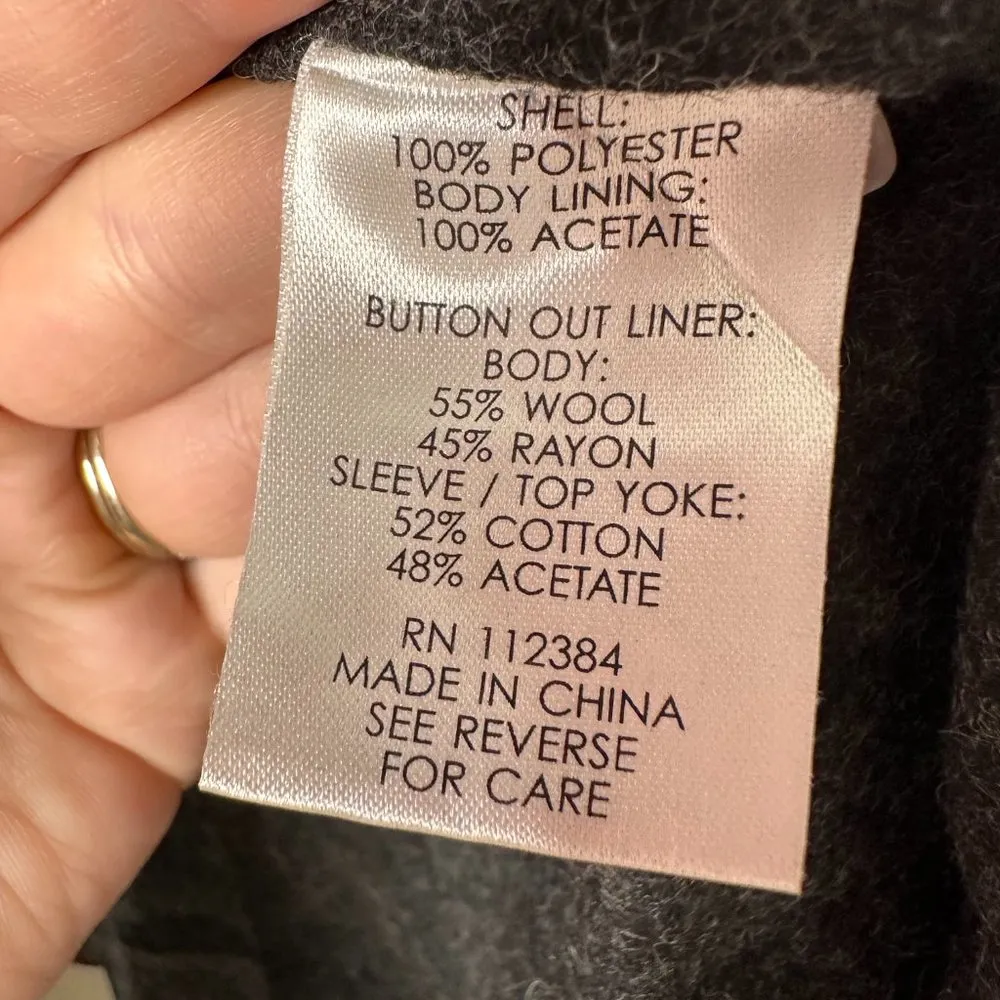 SHELL:
100% POLYESTER
BODY LINING:
100% ACETATE
BUTTON OUT LINER:
BODY:
55% WOOL
45% RAYON
SLEEVE / TOP YOKE:
52% COTTON
48% ACETATE
RN 112384
MADE IN CHINA
SEE REVERSE
FOR CARE